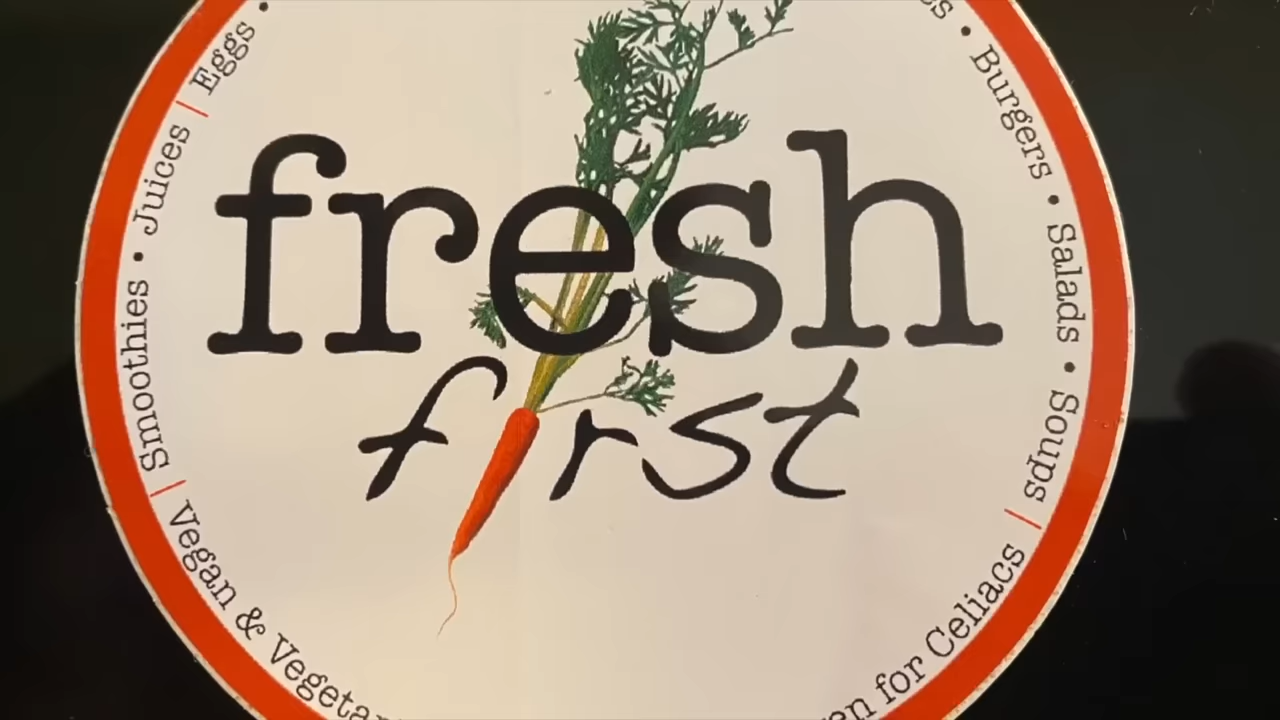 fresh
first
Smoothies • Juices | Eggs •
• Burgers • Salads • Soups |
| Vegan & 
for Celiacs